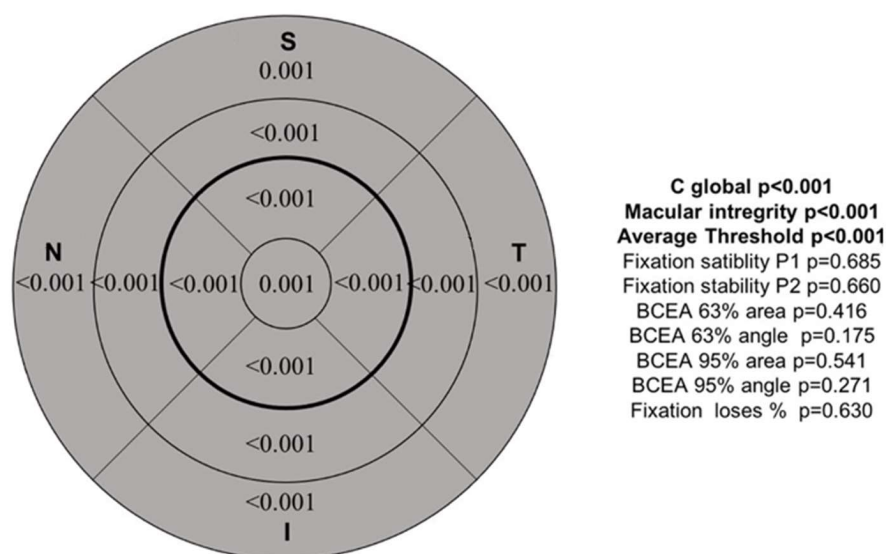 S
0.001
<0.001
<0.001
N
T
<0.001 <0.001 <0.001 0.001 <0.001 <0.001 <0.001
<0.001
<0.001
<0.001
I
C global p<0.001
Macular intregrity p<0.001
Average Threshold p<0.001
Fixation satiblity P1 p=0.685
Fixation stability P2 p=0.660
BCEA 63% area p=0.416
BCEA 63% angle p=0.175
BCEA 95% area p=0.541
BCEA 95% angle p=0.271
Fixation loses % p=0.630